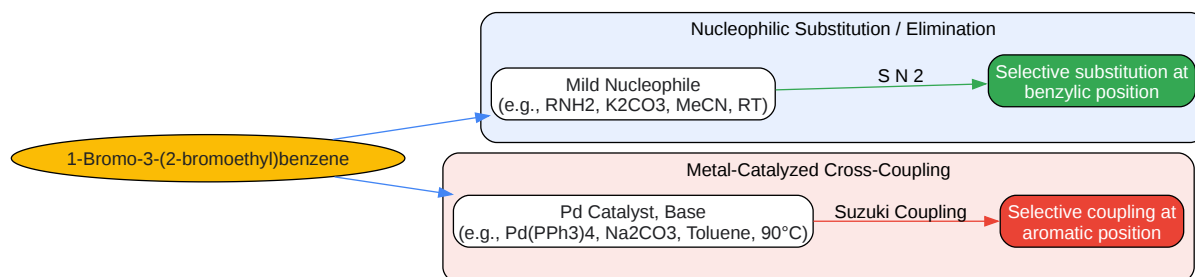 Nucleophilic Substitution / Elimination
Mild Nucleophile
(e.g., RNH2, K2CO3, MeCN, RT)
S N 2
Selective substitution at
benzylic position
1-Bromo-3-(2-bromoethyl)benzene
Metal-Catalyzed Cross-Coupling
Pd Catalyst, Base
(e.g., Pd(PPh3)4, Na2CO3, Toluene, 90°C)
Suzuki Coupling
Selective coupling at
aromatic position